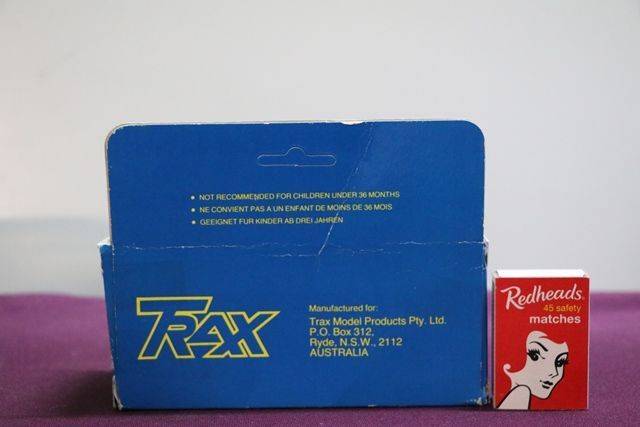 • NOT RECOMMENDED FOR CHILDREN UNDER 36 MONTHS
• NE CONVIENT PAS A UN ENFANT DE MOINS DE 36 MOIS
• GEEIGNET FUR KINDER AB DREI JAHREN
TRAX
Manufactured for:
Trax Model Products Pty. Ltd.
P.O. Box 312,
Ryde, N.S.W., 2112
AUSTRALIA
Redheads
45 safety
matches